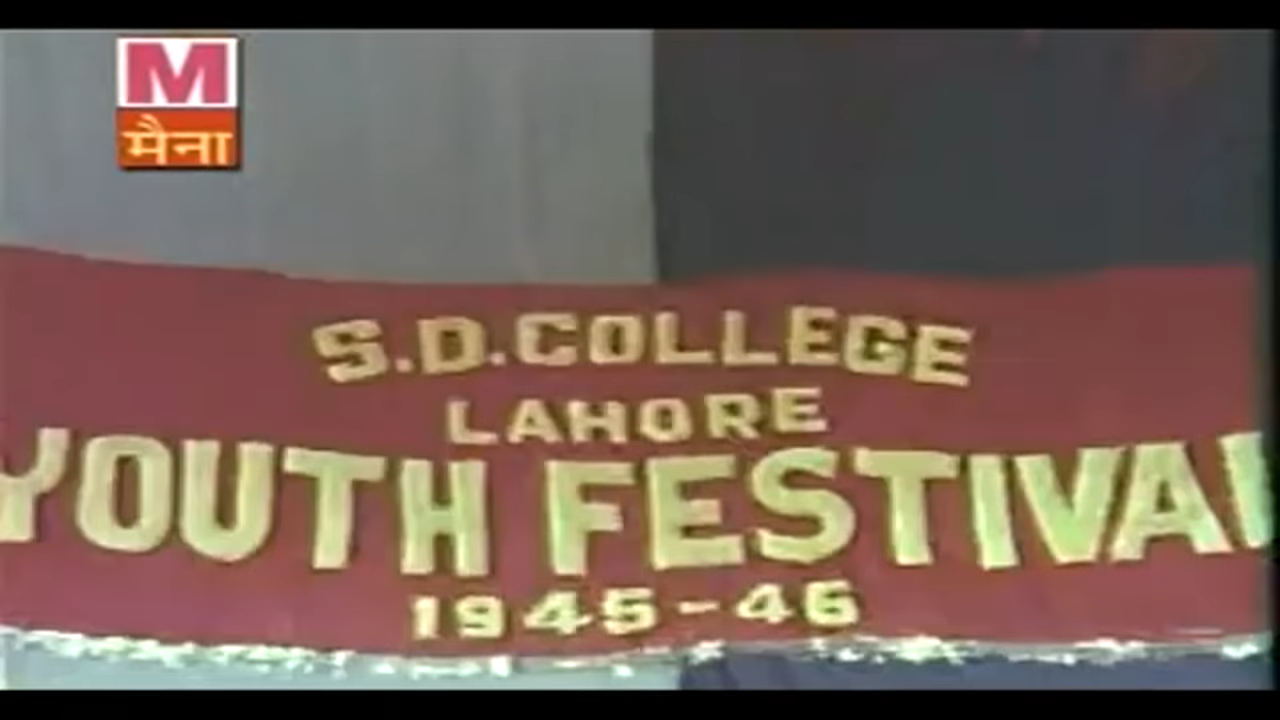 M
मैना
S.D.COLLEGE
LAHORE
YOUTH FESTIVAL
1945-46